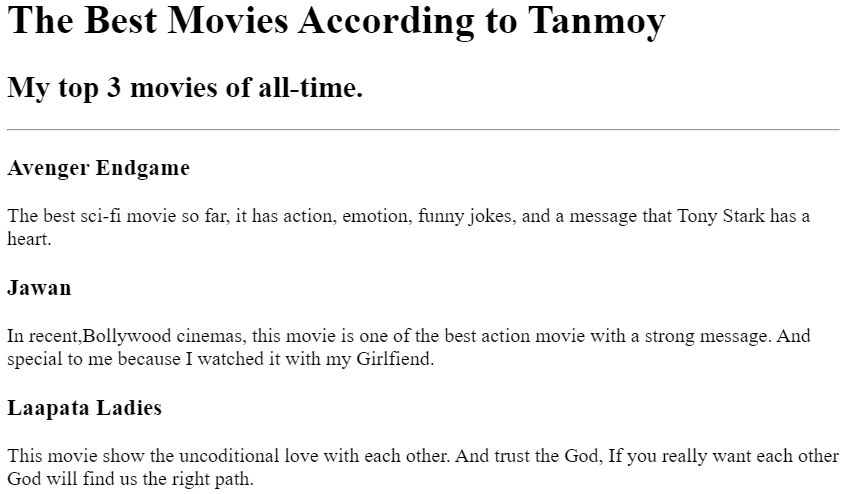 The Best Movies According to Tanmoy
My top 3 movies of all-time.
Avenger Endgame
The best sci-fi movie so far, it has action, emotion, funny jokes, and a message that Tony Stark has a
heart.
Jawan
In recent,Bollywood cinemas, this movie is one of the best action movie with a strong message. And
special to me because I watched it with my Girlfiend.
Laapata Ladies
This movie show the uncoditional love with each other. And trust the God, If you really want each other
God will find us the right path.